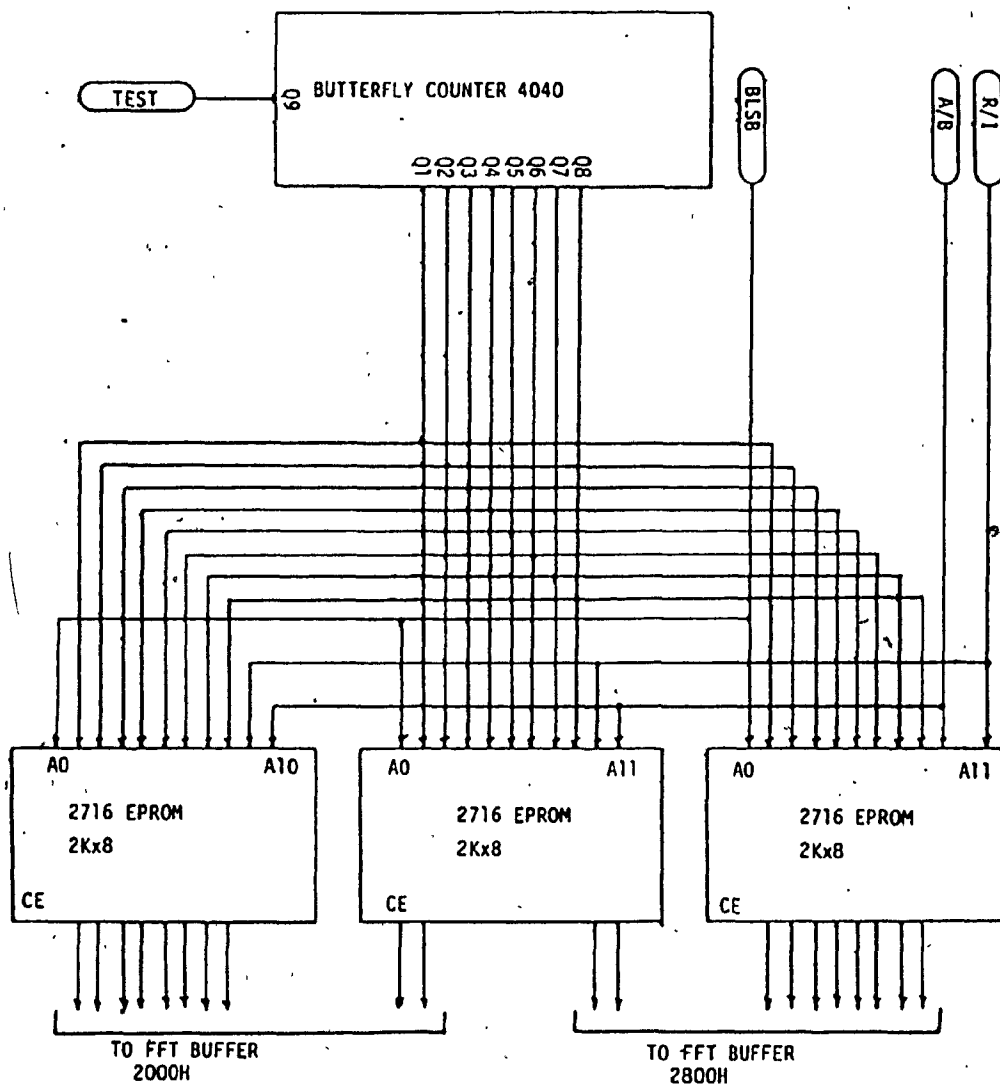 TEST
Q9
BUTTERFLY COUNTER 4040
Q1
Q2
Q3
Q4
Q5
Q6
Q7
Q8
BLSB
A/B
R/I
A0
A10
2716 EPROM
2Kx8
CE
A0
A11
2716 EPROM
2Kx8
CE
A0
A11
2716 EPROM
2Kx8
CE
TO FFT BUFFER
2000H
TO FFT BUFFER
2800H